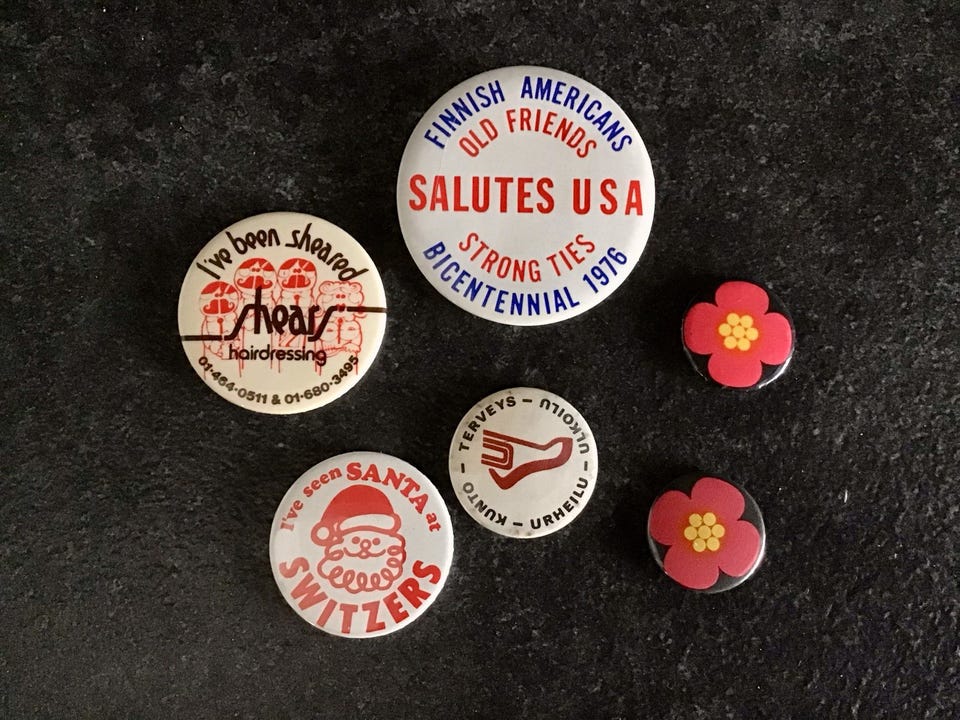 FINNISH AMERICANS
OLD FRIENDS
SALUTES USA
STRONG TIES
BICENTENNIAL 1976
I've been sheared
shears
hairdressing
01·464·0511 & 01·680·3495
TERVEYS – ULKOILU – URHEILU – KUNTO –
I've seen SANTA at
SWITZERS